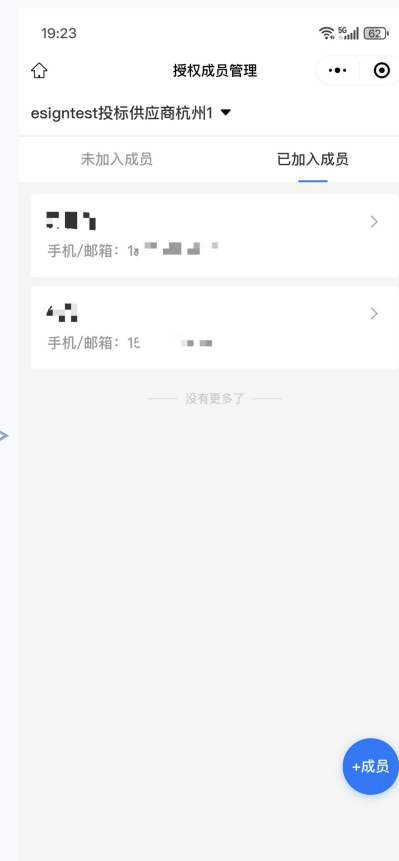 19:23
5G 62
授权成员管理
esigntest投标供应商杭州1
未加入成员 已加入成员
手机/邮箱：1
手机/邮箱：15
没有更多了
+成员